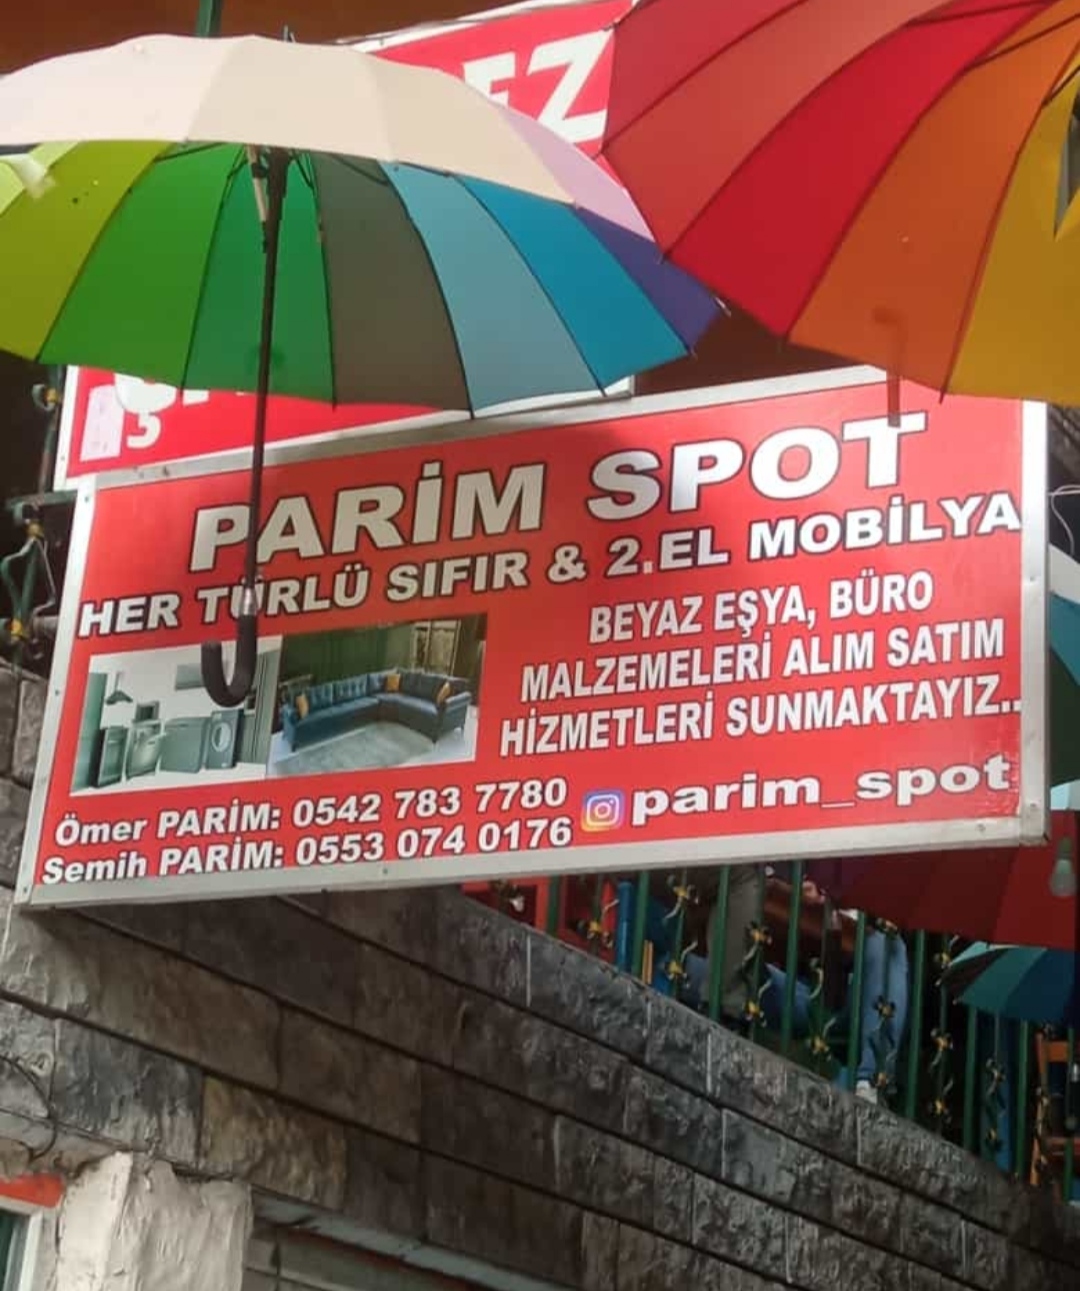 PARİM SPOT
HER TÜRLÜ SIFIR & 2.EL MOBİLYA
BEYAZ EŞYA, BÜRO
MALZEMELERİ ALIM SATIM
HİZMETLERİ SUNMAKTAYIZ..
Ömer PARİM: 0542 783 7780
Semih PARİM: 0553 074 0176
parim_spot